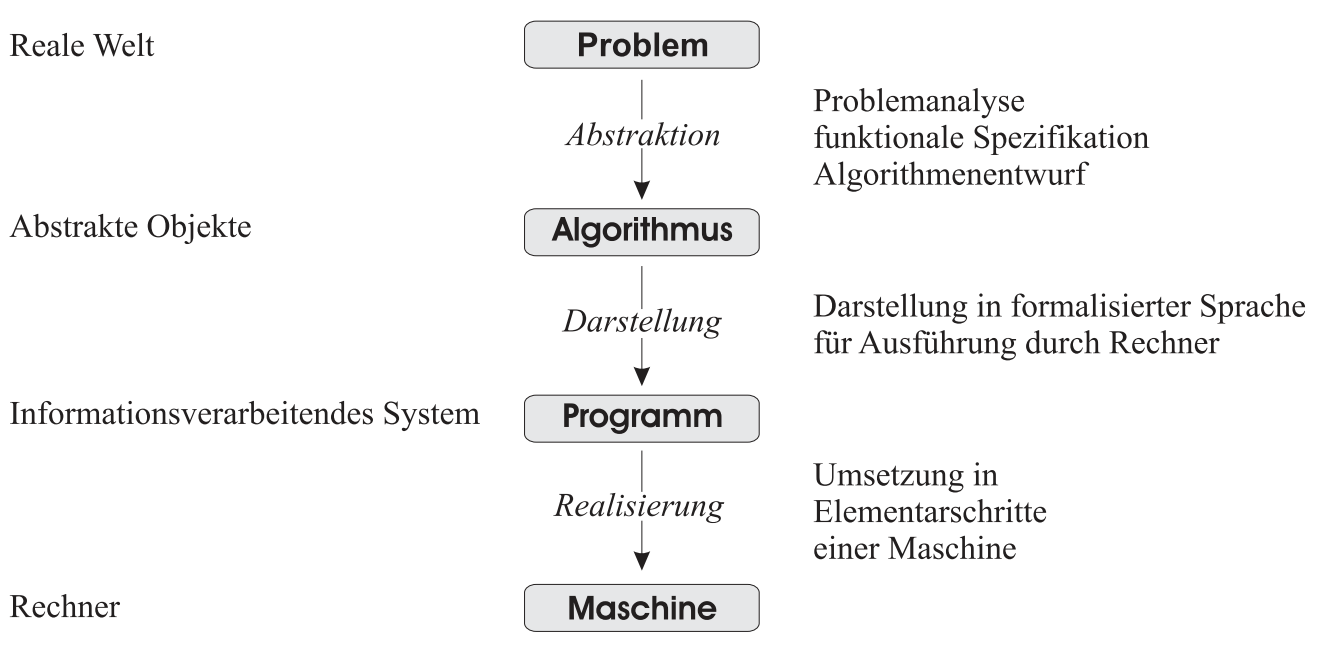 Reale Welt
Problem
Abstraktion
Problemanalyse
funktionale Spezifikation
Algorithmenentwurf
Abstrakte Objekte
Algorithmus
Darstellung
Darstellung in formalisierter Sprache
für Ausführung durch Rechner
Informationsverarbeitendes System
Programm
Realisierung
Umsetzung in
Elementarschritte
einer Maschine
Rechner
Maschine